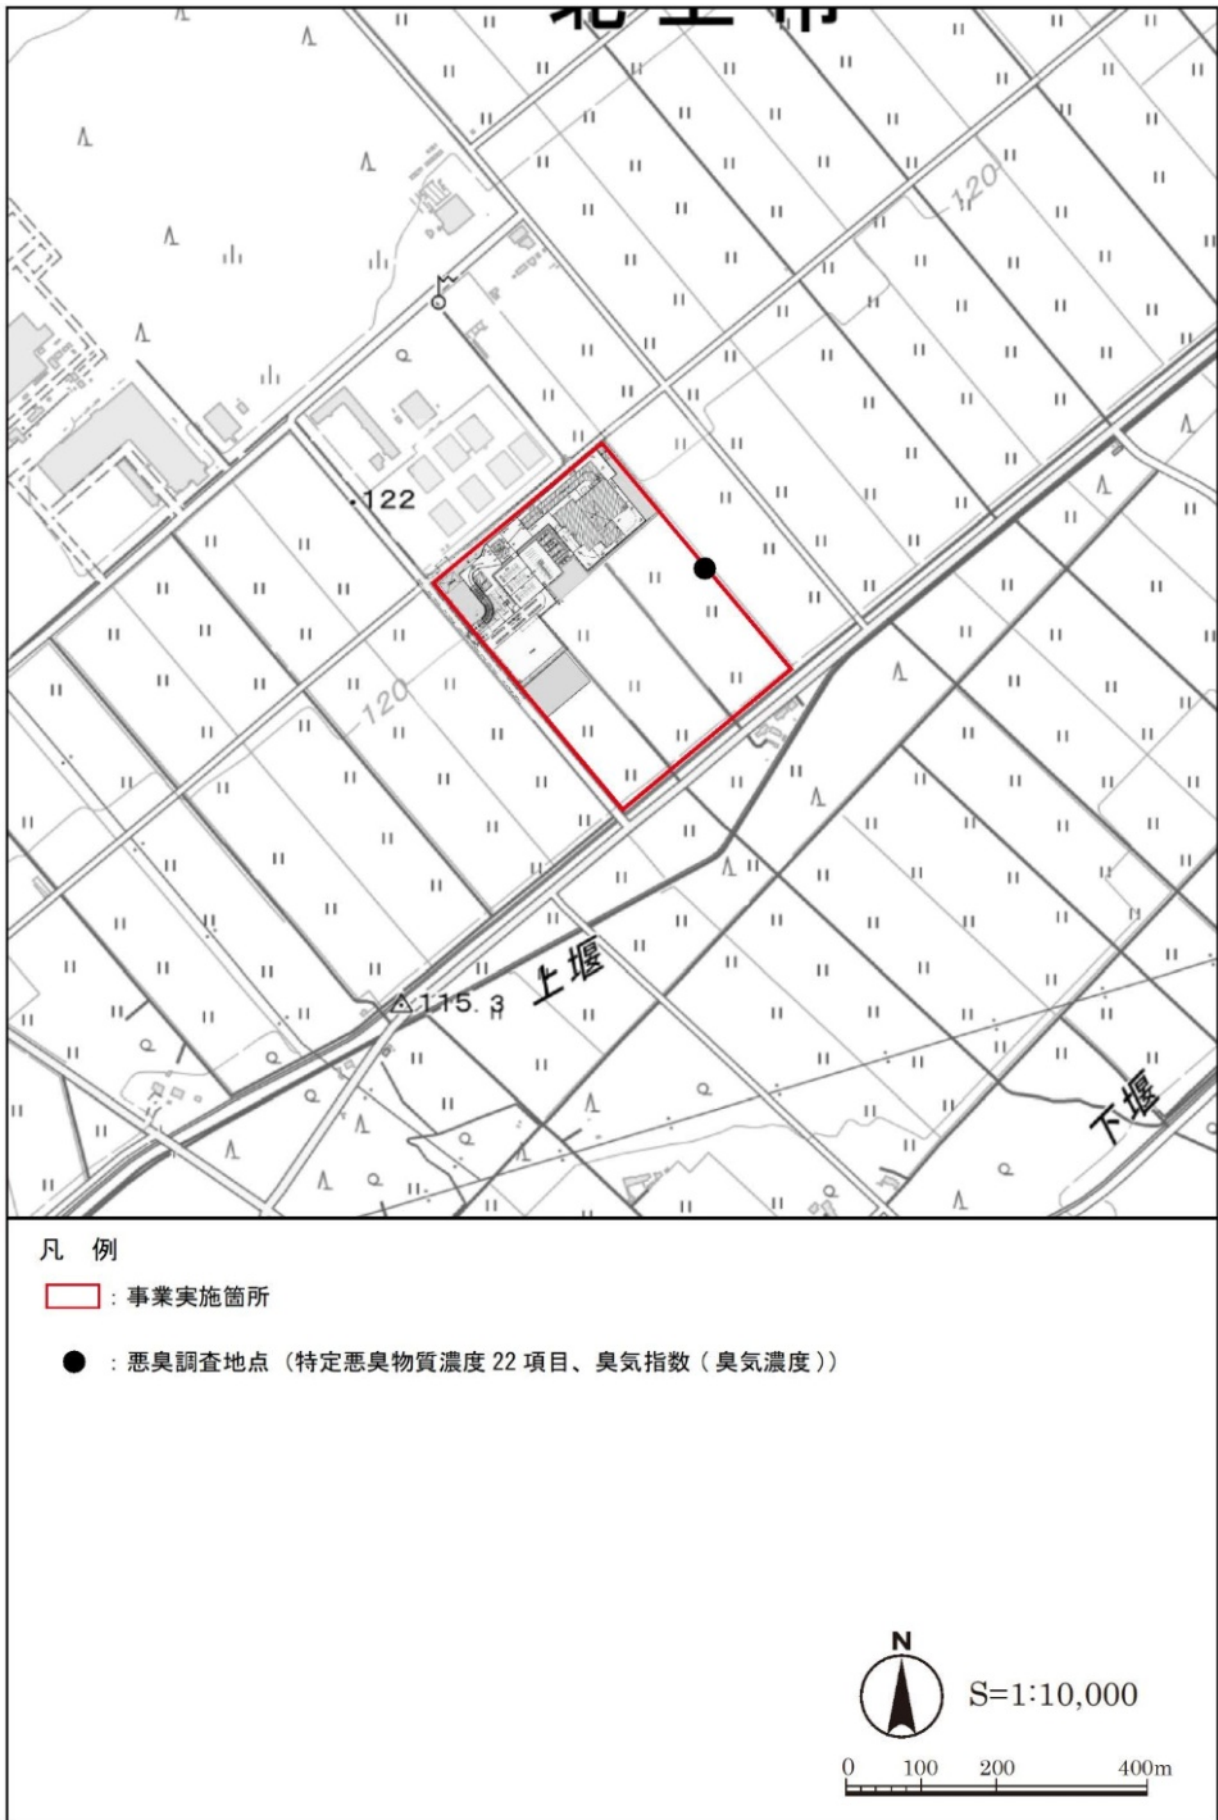 120
・122
120
上堰
115.3
下堰
凡 例
：事業実施箇所
：悪臭調査地点（特定悪臭物質濃度 22 項目、臭気指数（臭気濃度））
N
S=1:10,000
0 100 200 400m